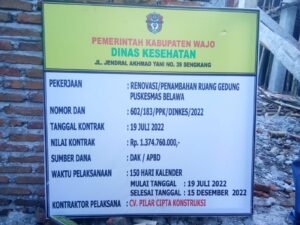 PEMERINTAH KABUPATEN WAJO
DINAS KESEHATAN
JL. JENDRAL AKHMAD YANI NO. 39 SENGKANG
PEKERJAAN : RENOVASI/PENAMBAHAN RUANG GEDUNG
PUSKESMAS BELAWA
NOMOR DAN : 602/183/PPK/DINKES/2022
TANGGAL KONTRAK : 19 JULI 2022
NILAI KONTRAK : Rp. 1.374.760.000,-
SUMBER DANA : DAK / APBD
WAKTU PELAKSANAAN : 150 HARI KALENDER
MULAI TANGGAL : 19 JULI 2022
SELESAI TANGGAL : 15 DESEMBER 2022
KONTRAKTOR PELAKSANA : CV. PILAR CIPTA KONSTRUKSI